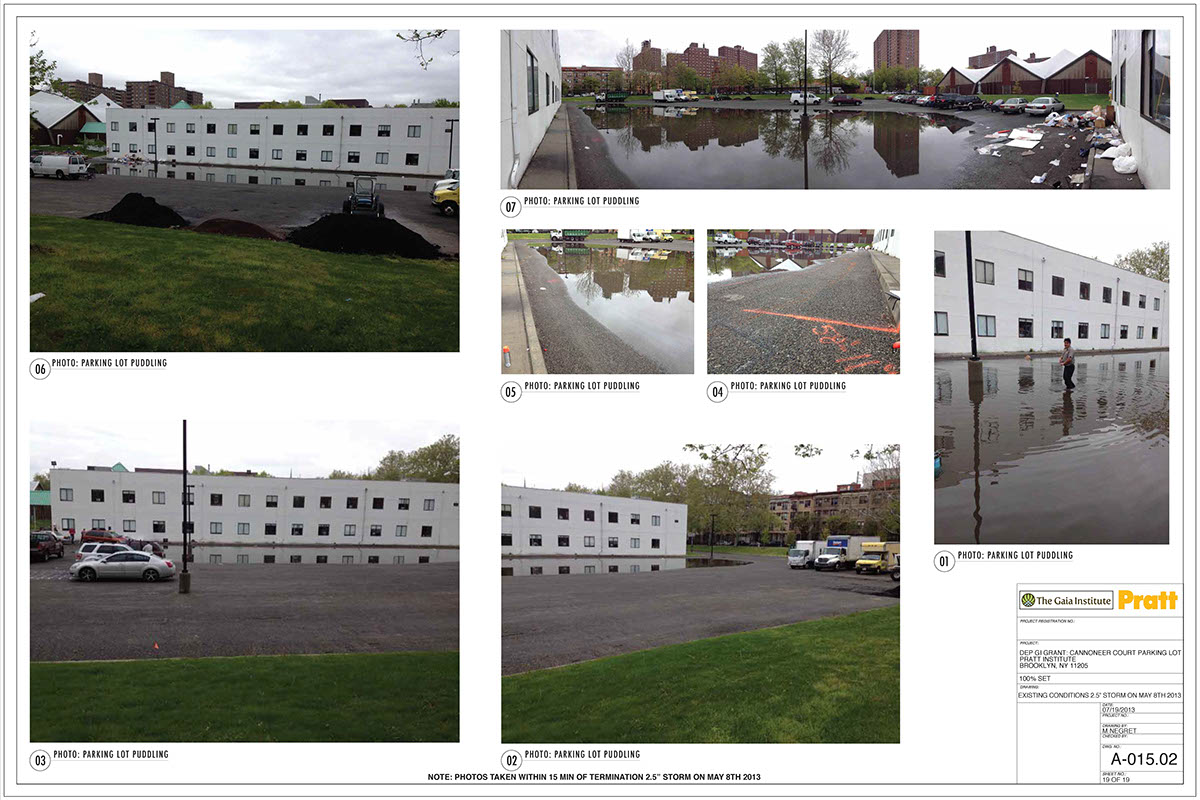 07 PHOTO: PARKING LOT PUDDLING
06 PHOTO: PARKING LOT PUDDLING
05 PHOTO: PARKING LOT PUDDLING
04 PHOTO: PARKING LOT PUDDLING
01 PHOTO: PARKING LOT PUDDLING
03 PHOTO: PARKING LOT PUDDLING
02 PHOTO: PARKING LOT PUDDLING
NOTE: PHOTOS TAKEN WITHIN 15 MIN OF TERMINATION 2.5" STORM ON MAY 8TH 2013
The Gaia Institute Pratt
PROJECT REGISTRATION NO.:
PROJECT:
DEP GI GRANT: CANNONEER COURT PARKING LOT
PRATT INSTITUTE
BROOKLYN, NY 11205
100% SET
DRAWING:
EXISTING CONDITIONS 2.5" STORM ON MAY 8TH 2013
DATE:
07/19/2013
PROJECT NO.:
DRAWING BY:
M.NEGRET
CHECKED BY:
DWG. NO.:
A-015.02
SHEET NO.:
19 OF 19